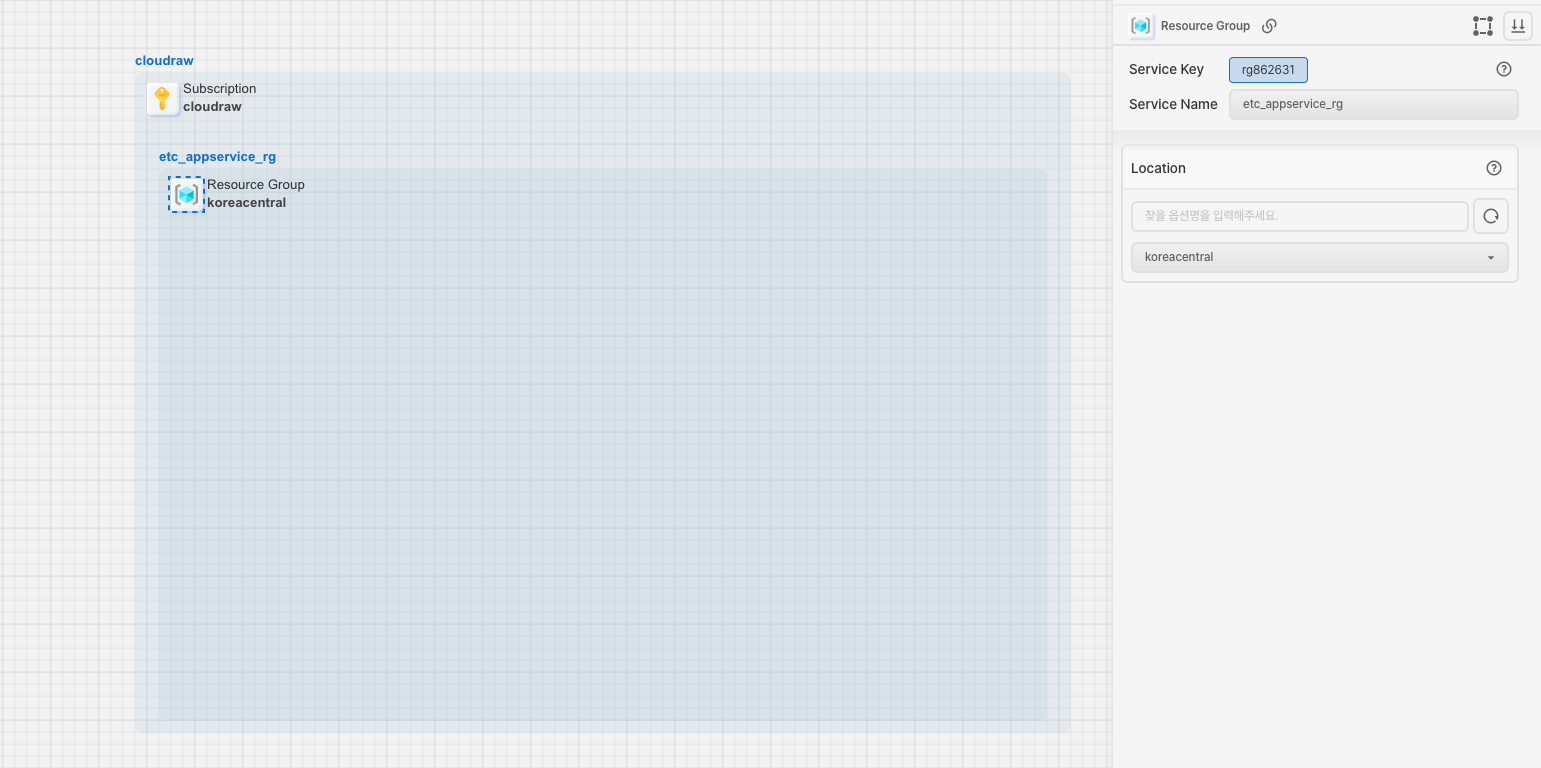 cloudraw
Subscription
cloudraw
etc_appservice_rg
Resource Group
koreacentral
Resource Group
Service Key
rg862631
Service Name
etc_appservice_rg
Location
찾을 옵션명을 입력해주세요.
koreacentral